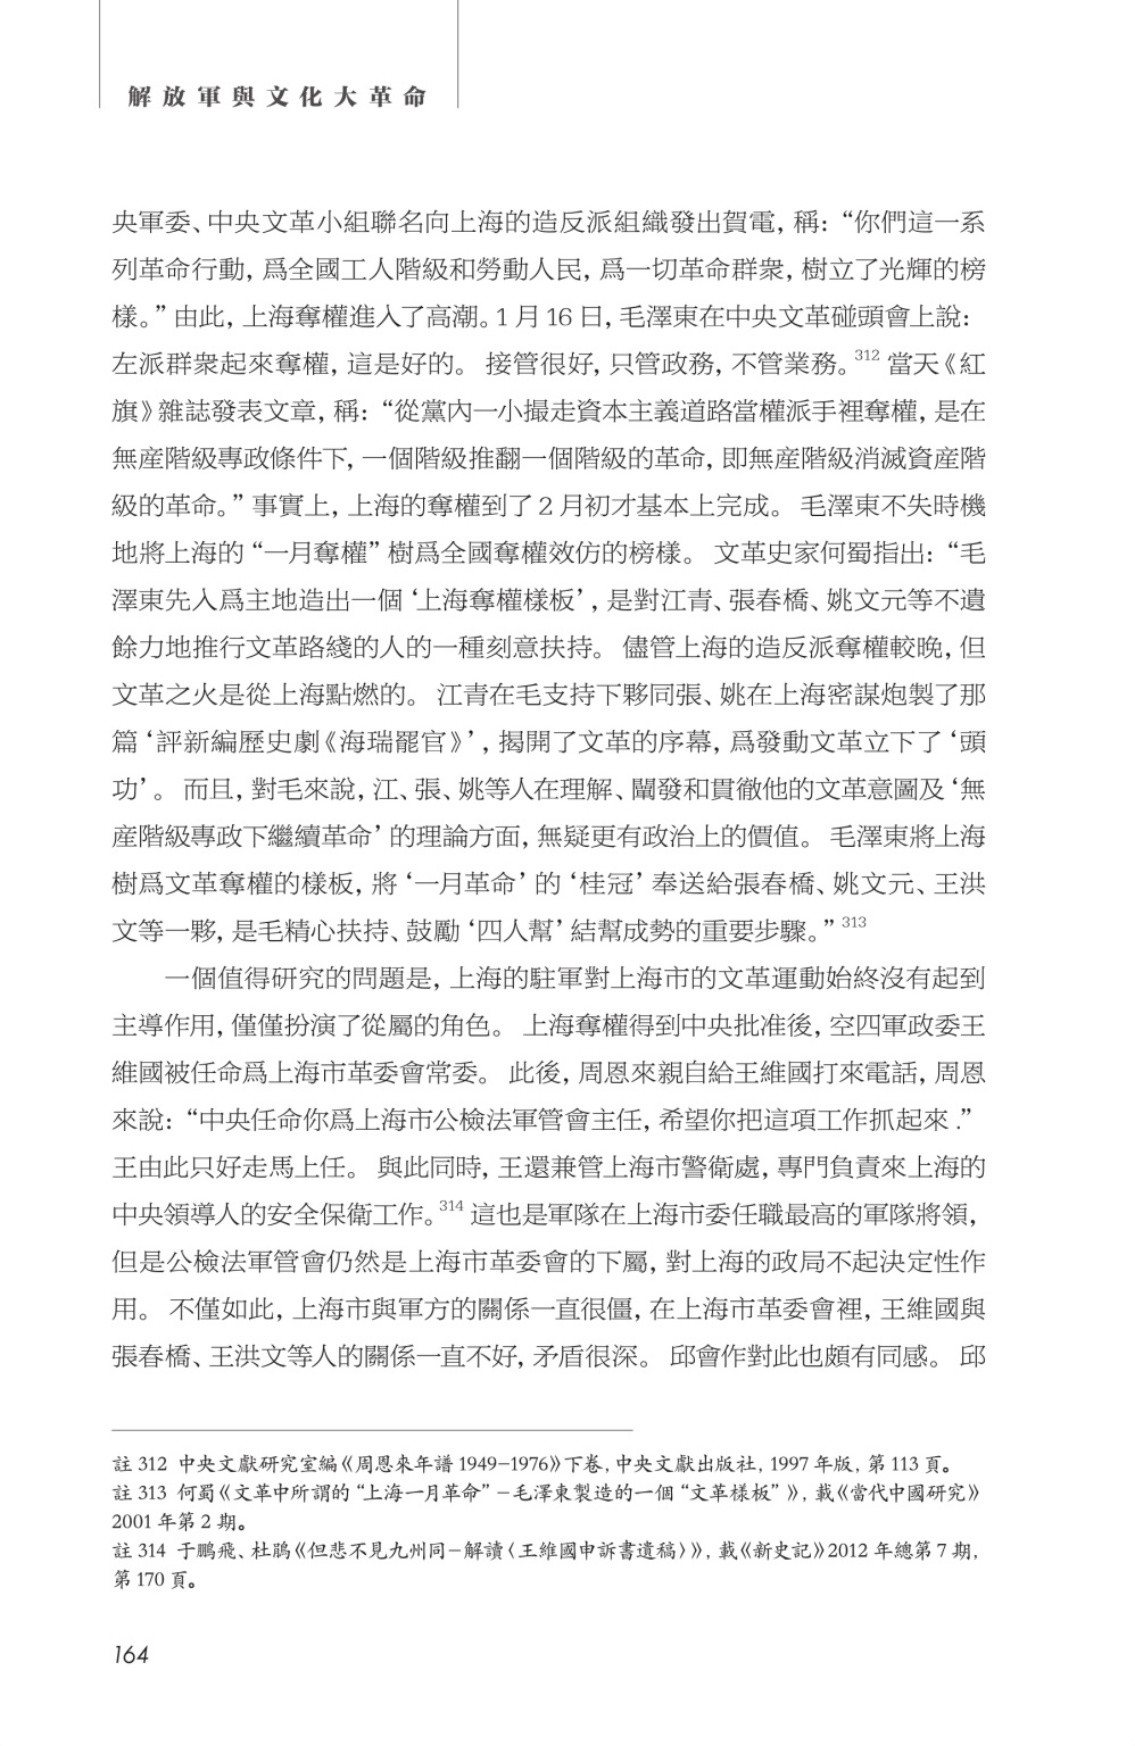 解放軍與文化大革命
央軍委、中央文革小組聯名向上海的造反派組織發出賀電，稱：“你們這一系
列革命行動，爲全國工人階級和勞動人民，爲一切革命群衆，樹立了光輝的榜
樣。”由此，上海奪權進入了高潮。1月16日，毛澤東在中央文革碰頭會上說：
左派群衆起來奪權，這是好的。 接管很好，只管政務，不管業務。312 當天《紅
旗》雜誌發表文章，稱：“從黨內一小撮走資本主義道路當權派手裡奪權，是在
無産階級專政條件下，一個階級推翻一個階級的革命，即無産階級消滅資産階
級的革命。”事實上，上海的奪權到了2月初才基本上完成。 毛澤東不失時機
地將上海的“一月奪權”樹爲全國奪權效仿的榜樣。 文革史家何蜀指出：“毛
澤東先入爲主地造出一個‘上海奪權樣板’，是對江青、張春橋、姚文元等不遺
餘力地推行文革路綫的人的一種刻意扶持。 儘管上海的造反派奪權較晚，但
文革之火是從上海點燃的。 江青在毛支持下夥同張、姚在上海密謀炮製了那
篇‘評新編歷史劇《海瑞罷官》’，揭開了文革的序幕，爲發動文革立下了‘頭
功’。 而且，對毛來說，江、張、姚等人在理解、闡發和貫徹他的文革意圖及‘無
産階級專政下繼續革命’的理論方面，無疑更有政治上的價值。 毛澤東將上海
樹爲文革奪權的樣板，將‘一月革命’的‘桂冠’奉送給張春橋、姚文元、王洪
文等一夥，是毛精心扶持、鼓勵‘四人幫’結幫成勢的重要步驟。”313
一個值得研究的問題是，上海的駐軍對上海市的文革運動始終沒有起到
主導作用，僅僅扮演了從屬的角色。 上海奪權得到中央批准後，空四軍政委王
維國被任命爲上海市革委會常委。 此後，周恩來親自給王維國打來電話，周恩
來說：“中央任命你爲上海市公檢法軍管會主任，希望你把這項工作抓起來.”
王由此只好走馬上任。 與此同時，王還兼管上海市警衛處，專門負責來上海的
中央領導人的安全保衛工作。314 這也是軍隊在上海市委任職最高的軍隊將領，
但是公檢法軍管會仍然是上海市革委會的下屬，對上海的政局不起決定性作
用。 不僅如此，上海市與軍方的關係一直很僵，在上海市革委會裡，王維國與
張春橋、王洪文等人的關係一直不好，矛盾很深。 邱會作對此也頗有同感。 邱
註 312 中央文獻研究室編《周恩來年譜1949–1976》下卷，中央文獻出版社，1997年版，第113頁。
註 313 何蜀《文革中所謂的“上海一月革命”–毛澤東製造的一個“文革樣板”》，載《當代中國研究》
2001年第2期。
註 314 于鵬飛、杜鵑《但悲不見九州同–解讀〈王維國申訴書遺稿〉》，載《新史記》2012年總第7期，
第170頁。
164